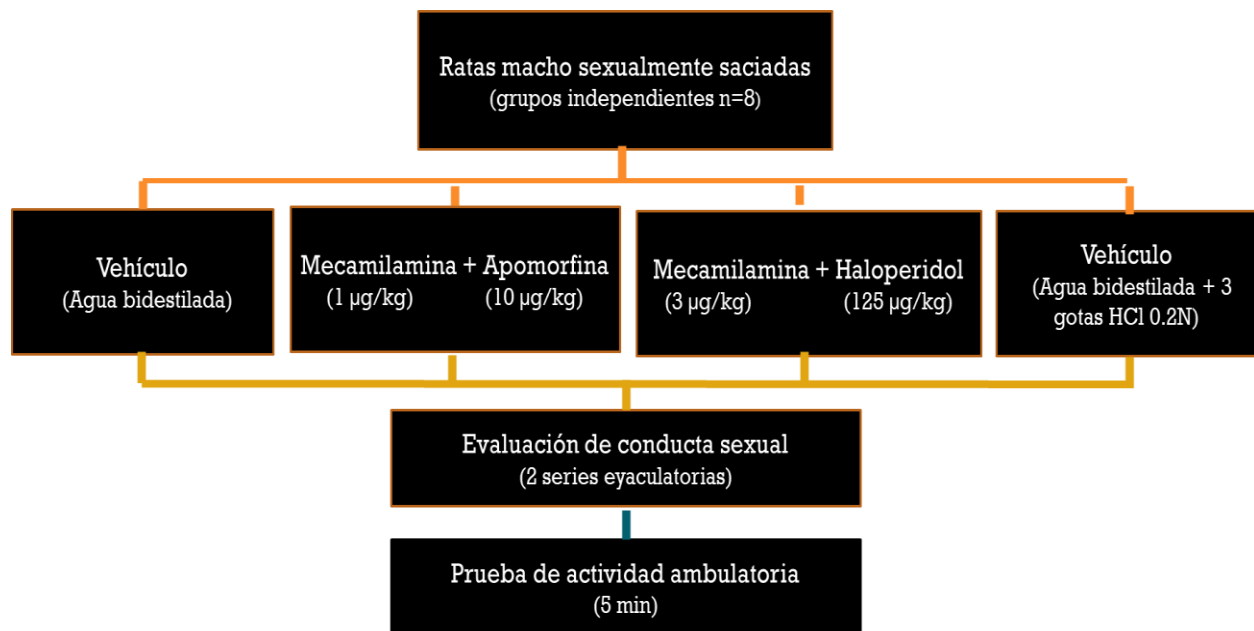 Ratas macho sexualmente saciadas
(grupos independientes n=8)
Vehículo
(Agua bidestilada)
Mecamilamina + Apomorfina
(1 µg/kg) (10 µg/kg)
Mecamilamina + Haloperidol
(3 µg/kg) (125 µg/kg)
Vehículo
(Agua bidestilada + 3
gotas HCl 0.2N)
Evaluación de conducta sexual
(2 series eyaculatorias)
Prueba de actividad ambulatoria
(5 min)